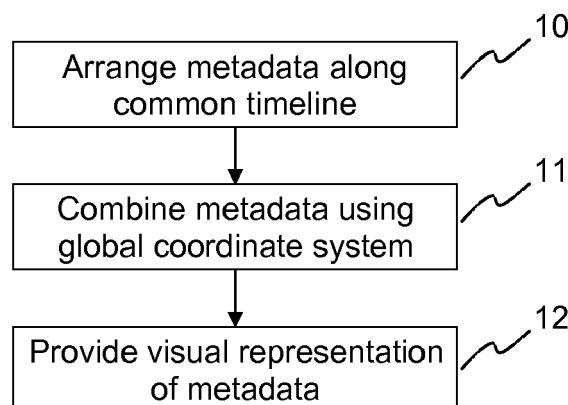 10
Arrange metadata along
common timeline
11
Combine metadata using
global coordinate system
12
Provide visual representation
of metadata